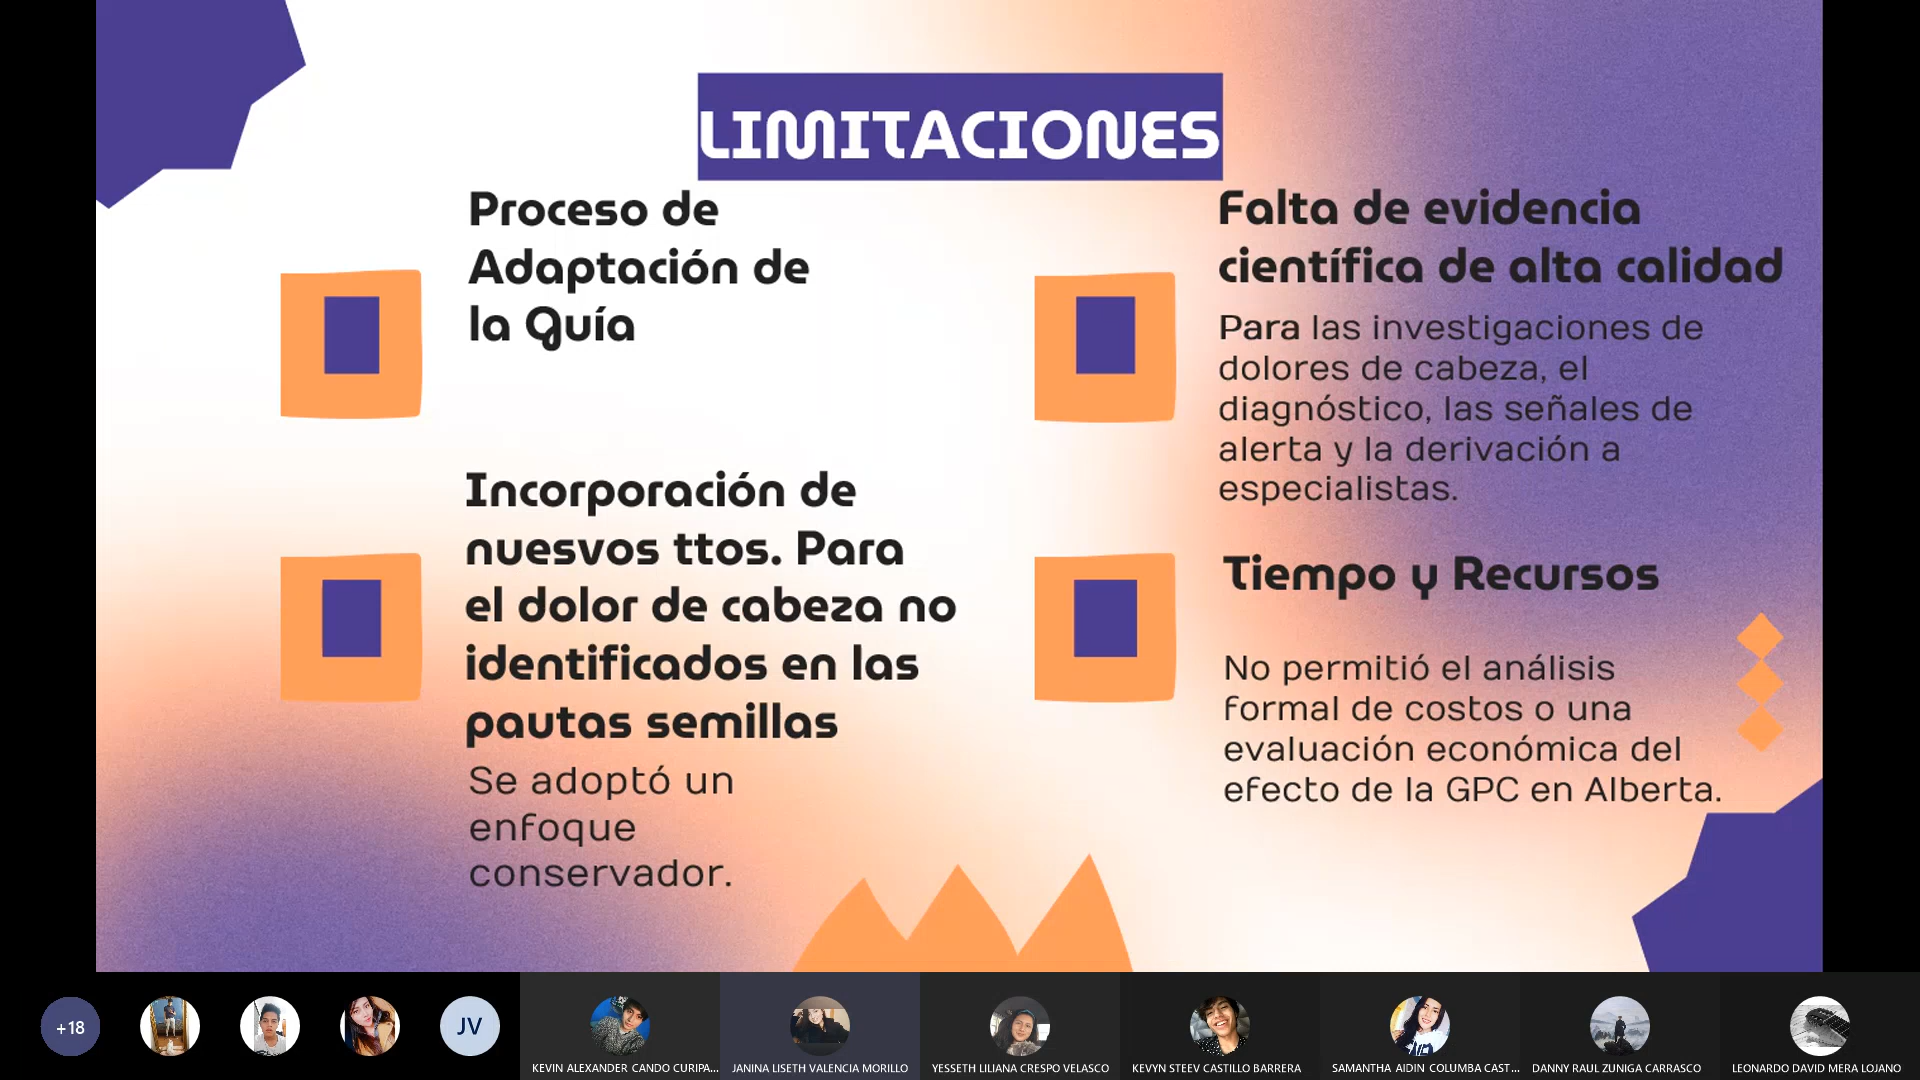 LIMITACIONES
Proceso de
Adaptación de
la Guía
Falta de evidencia
científica de alta calidad
Para las investigaciones de
dolores de cabeza, el
diagnóstico, las señales de
alerta y la derivación a
especialistas.
Incorporación de
nuesvos ttos. Para
el dolor de cabeza no
identificados en las
pautas semillas
Se adoptó un
enfoque
conservador.
Tiempo y Recursos
No permitió el análisis
formal de costos o una
evaluación económica del
efecto de la GPC en Alberta.
+18
JV
KEVIN ALEXANDER CANDO CURIPA...
JANINA LISETH VALENCIA MORILLO
YESSETH LILIANA CRESPO VELASCO
KEVYN STEEV CASTILLO BARRERA
SAMANTHA AIDIN COLUMBA CAST...
DANNY RAUL ZUNIGA CARRASCO
LEONARDO DAVID MERA LOJANO